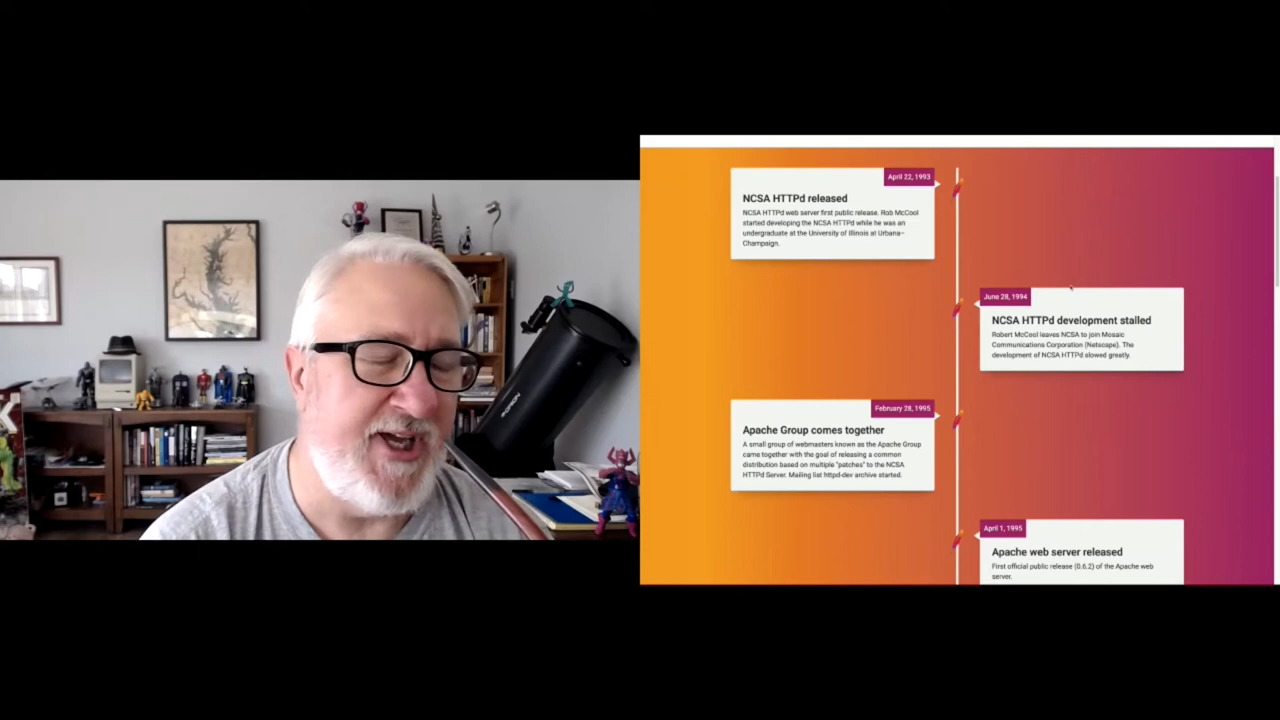 ORION
April 22, 1993
NCSA HTTPd released
NCSA HTTPd web server first public release. Rob McCool
started developing the NCSA HTTPd while he was an
undergraduate at the University of Illinois at Urbana–
Champaign.
June 28, 1994
NCSA HTTPd development stalled
Robert McCool leaves NCSA to join Mosaic
Communications Corporation (Netscape). The
development of NCSA HTTPd slowed greatly.
February 28, 1995
Apache Group comes together
A small group of webmasters known as the Apache Group
came together with the goal of releasing a common
distribution based on multiple "patches" to the NCSA
HTTPd Server. Mailing list httpd-dev archive started.
April 1, 1995
Apache web server released
First official public release (0.6.2) of the Apache web
server.